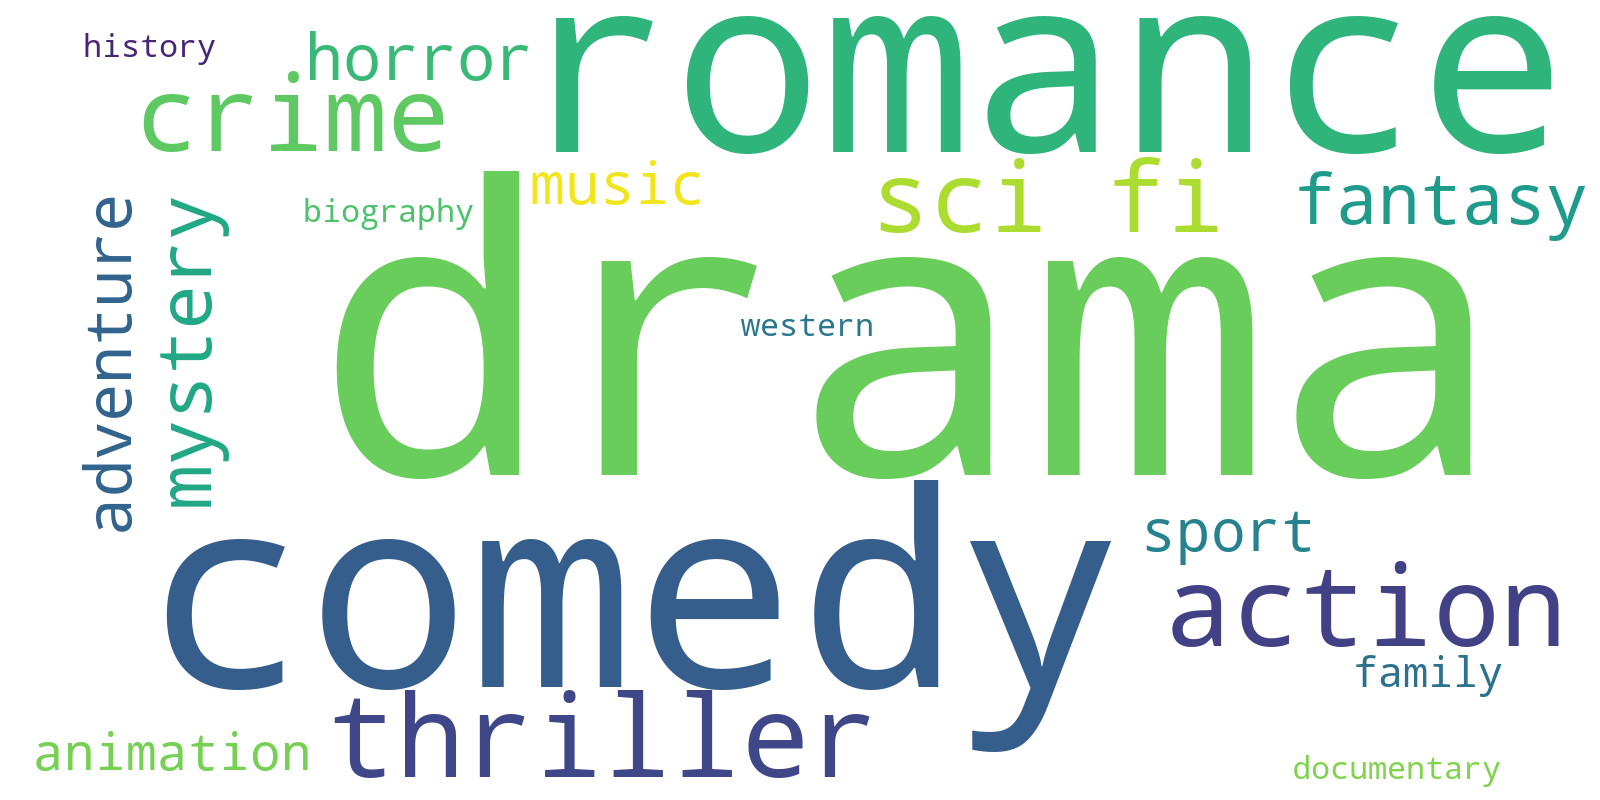 history
horror
romance
crime
music
sci fi
fantasy
biography
adventure
mystery
drama
western
comedy
sport
action
family
thriller
animation
documentary